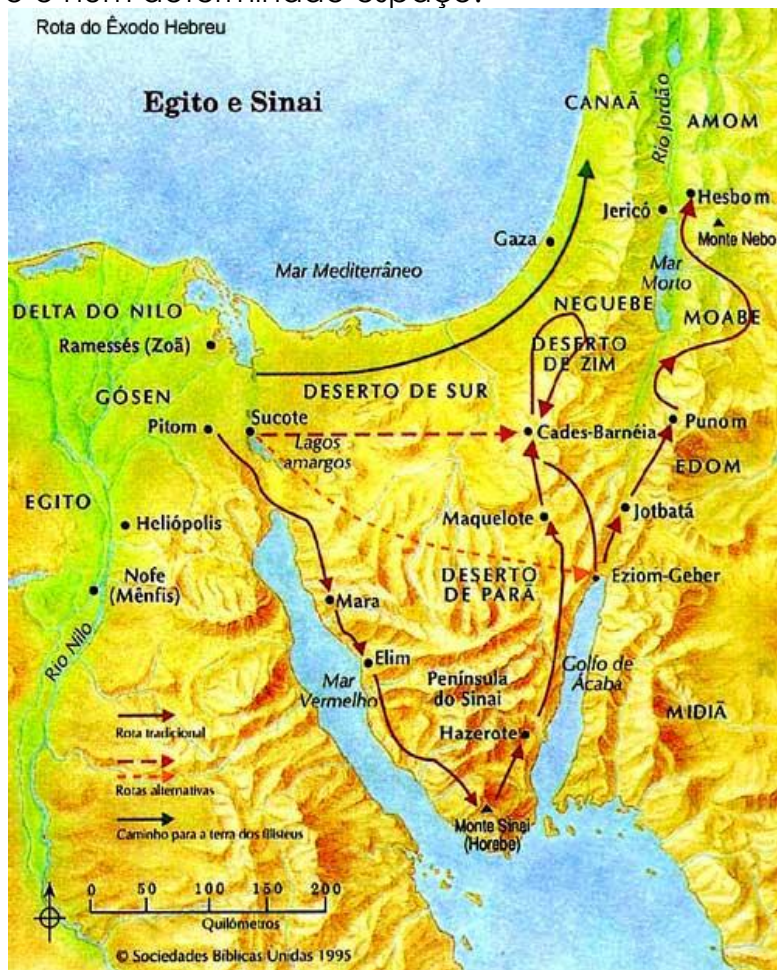 Rota do Êxodo Hebreu
Egito e Sinai
CANAÃ
Rio Jordão
AMOM
Jericó
Hesbom
Monte Nebo
Gaza
Mar Mediterrâneo
Mar
Morto
NEGUEBE
MOABE
DELTA DO NILO
Ramessés (Zoã)
DESERTO
DE ZIM
GÓSEN
DESERTO DE SUR
Pitom
Sucote
Lagos
amargos
Cades-Barnéia
Punom
EDOM
EGITO
Heliópolis
Maquelote
Jotbatá
Nofe
(Mênfis)
DESERTO
DE PARÃ
Eziom-Geber
Mara
Rio Nilo
Elim
Mar
Vermelho
Península
do Sinai
Golfo de
Ácaba
MIDIÃ
Hazerote
Rota tradicional
Rotas alternativas
Monte Sinai
(Horebe)
Caminho para a terra dos filisteus
0 50 100 150 200
Quilómetros
© Sociedades Bíblicas Unidas 1995